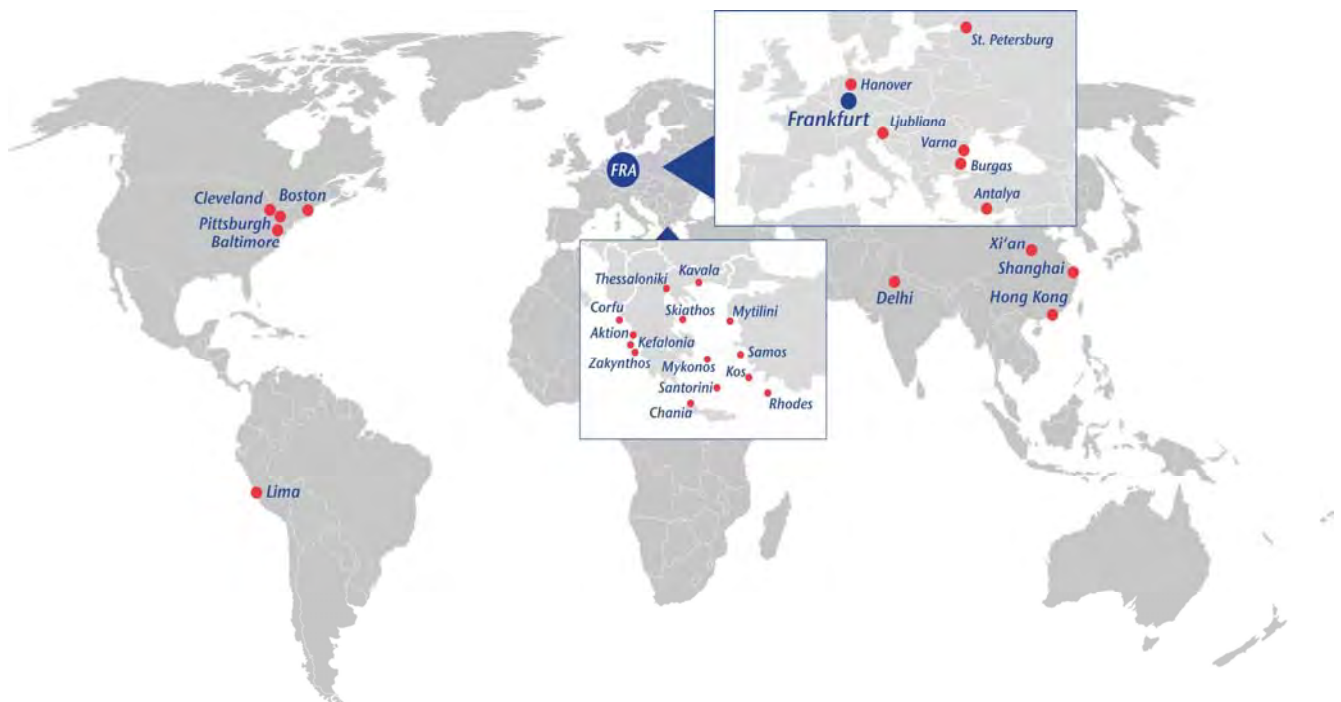 St. Petersburg
Hanover
Frankfurt
Ljubliana
Varna
Burgas
Antalya
FRA
Cleveland
Boston
Pittsburgh
Baltimore
Xi'an
Shanghai
Delhi
Hong Kong
Kavala
Thessaloniki
Corfu
Skiathos
Mytilini
Aktion
Kefalonia
Zakynthos
Mykonos
Samos
Kos
Santorini
Rhodes
Chania
Lima